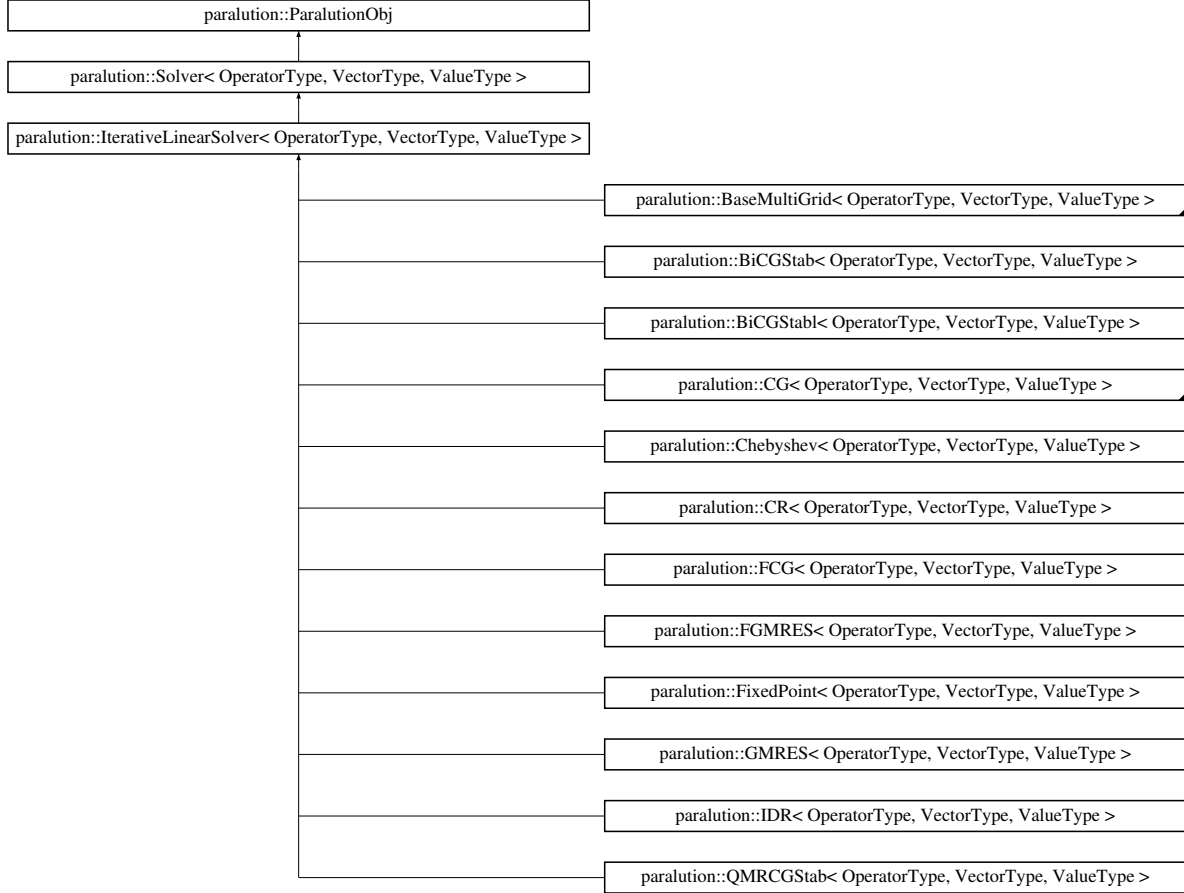 paralution::ParalutionObj
paralution::Solver< OperatorType, VectorType, ValueType >
paralution::IterativeLinearSolver< OperatorType, VectorType, ValueType >
paralution::BaseMultiGrid< OperatorType, VectorType, ValueType >
paralution::BiCGStab< OperatorType, VectorType, ValueType >
paralution::BiCGStabl< OperatorType, VectorType, ValueType >
paralution::CG< OperatorType, VectorType, ValueType >
paralution::Chebyshev< OperatorType, VectorType, ValueType >
paralution::CR< OperatorType, VectorType, ValueType >
paralution::FCG< OperatorType, VectorType, ValueType >
paralution::FGMRES< OperatorType, VectorType, ValueType >
paralution::FixedPoint< OperatorType, VectorType, ValueType >
paralution::GMRES< OperatorType, VectorType, ValueType >
paralution::IDR< OperatorType, VectorType, ValueType >
paralution::QMRCGStab< OperatorType, VectorType, ValueType >